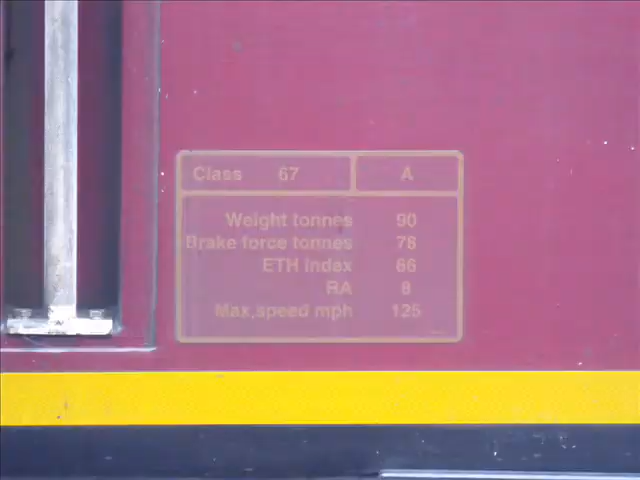 Class 67 A
Weight tonnes 90
Brake force tonnes 78
ETH Index 66
RA 8
Max.speed mph 125